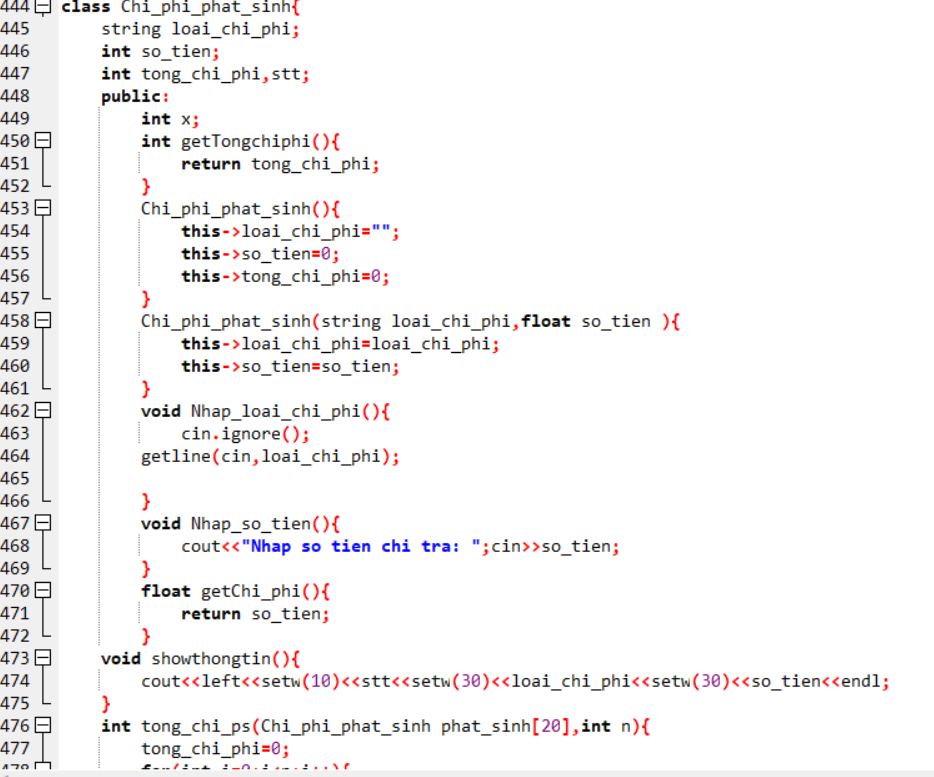 444 class Chi_phi_phat_sinh{
445 string loai_chi_phi;
446 int so_tien;
447 int tong_chi_phi,stt;
448 public:
449 int x;
450 int getTongchiphi(){
451 return tong_chi_phi;
452 }
453 Chi_phi_phat_sinh(){
454 this->loai_chi_phi="";
455 this->so_tien=0;
456 this->tong_chi_phi=0;
457 }
458 Chi_phi_phat_sinh(string loai_chi_phi,float so_tien ){
459 this->loai_chi_phi=loai_chi_phi;
460 this->so_tien=so_tien;
461 }
462 void Nhap_loai_chi_phi(){
463 cin.ignore();
464 getline(cin,loai_chi_phi);
465
466 }
467 void Nhap_so_tien(){
468 cout<<"Nhap so tien chi tra: ";cin>>so_tien;
469 }
470 float getChi_phi(){
471 return so_tien;
472 }
473 void showthongtin(){
474 cout<<left<<setw(10)<<stt<<setw(30)<<loai_chi_phi<<setw(30)<<so_tien<<endl;
475 }
476 int tong_chi_ps(Chi_phi_phat_sinh phat_sinh[20],int n){
477 tong_chi_phi=0;